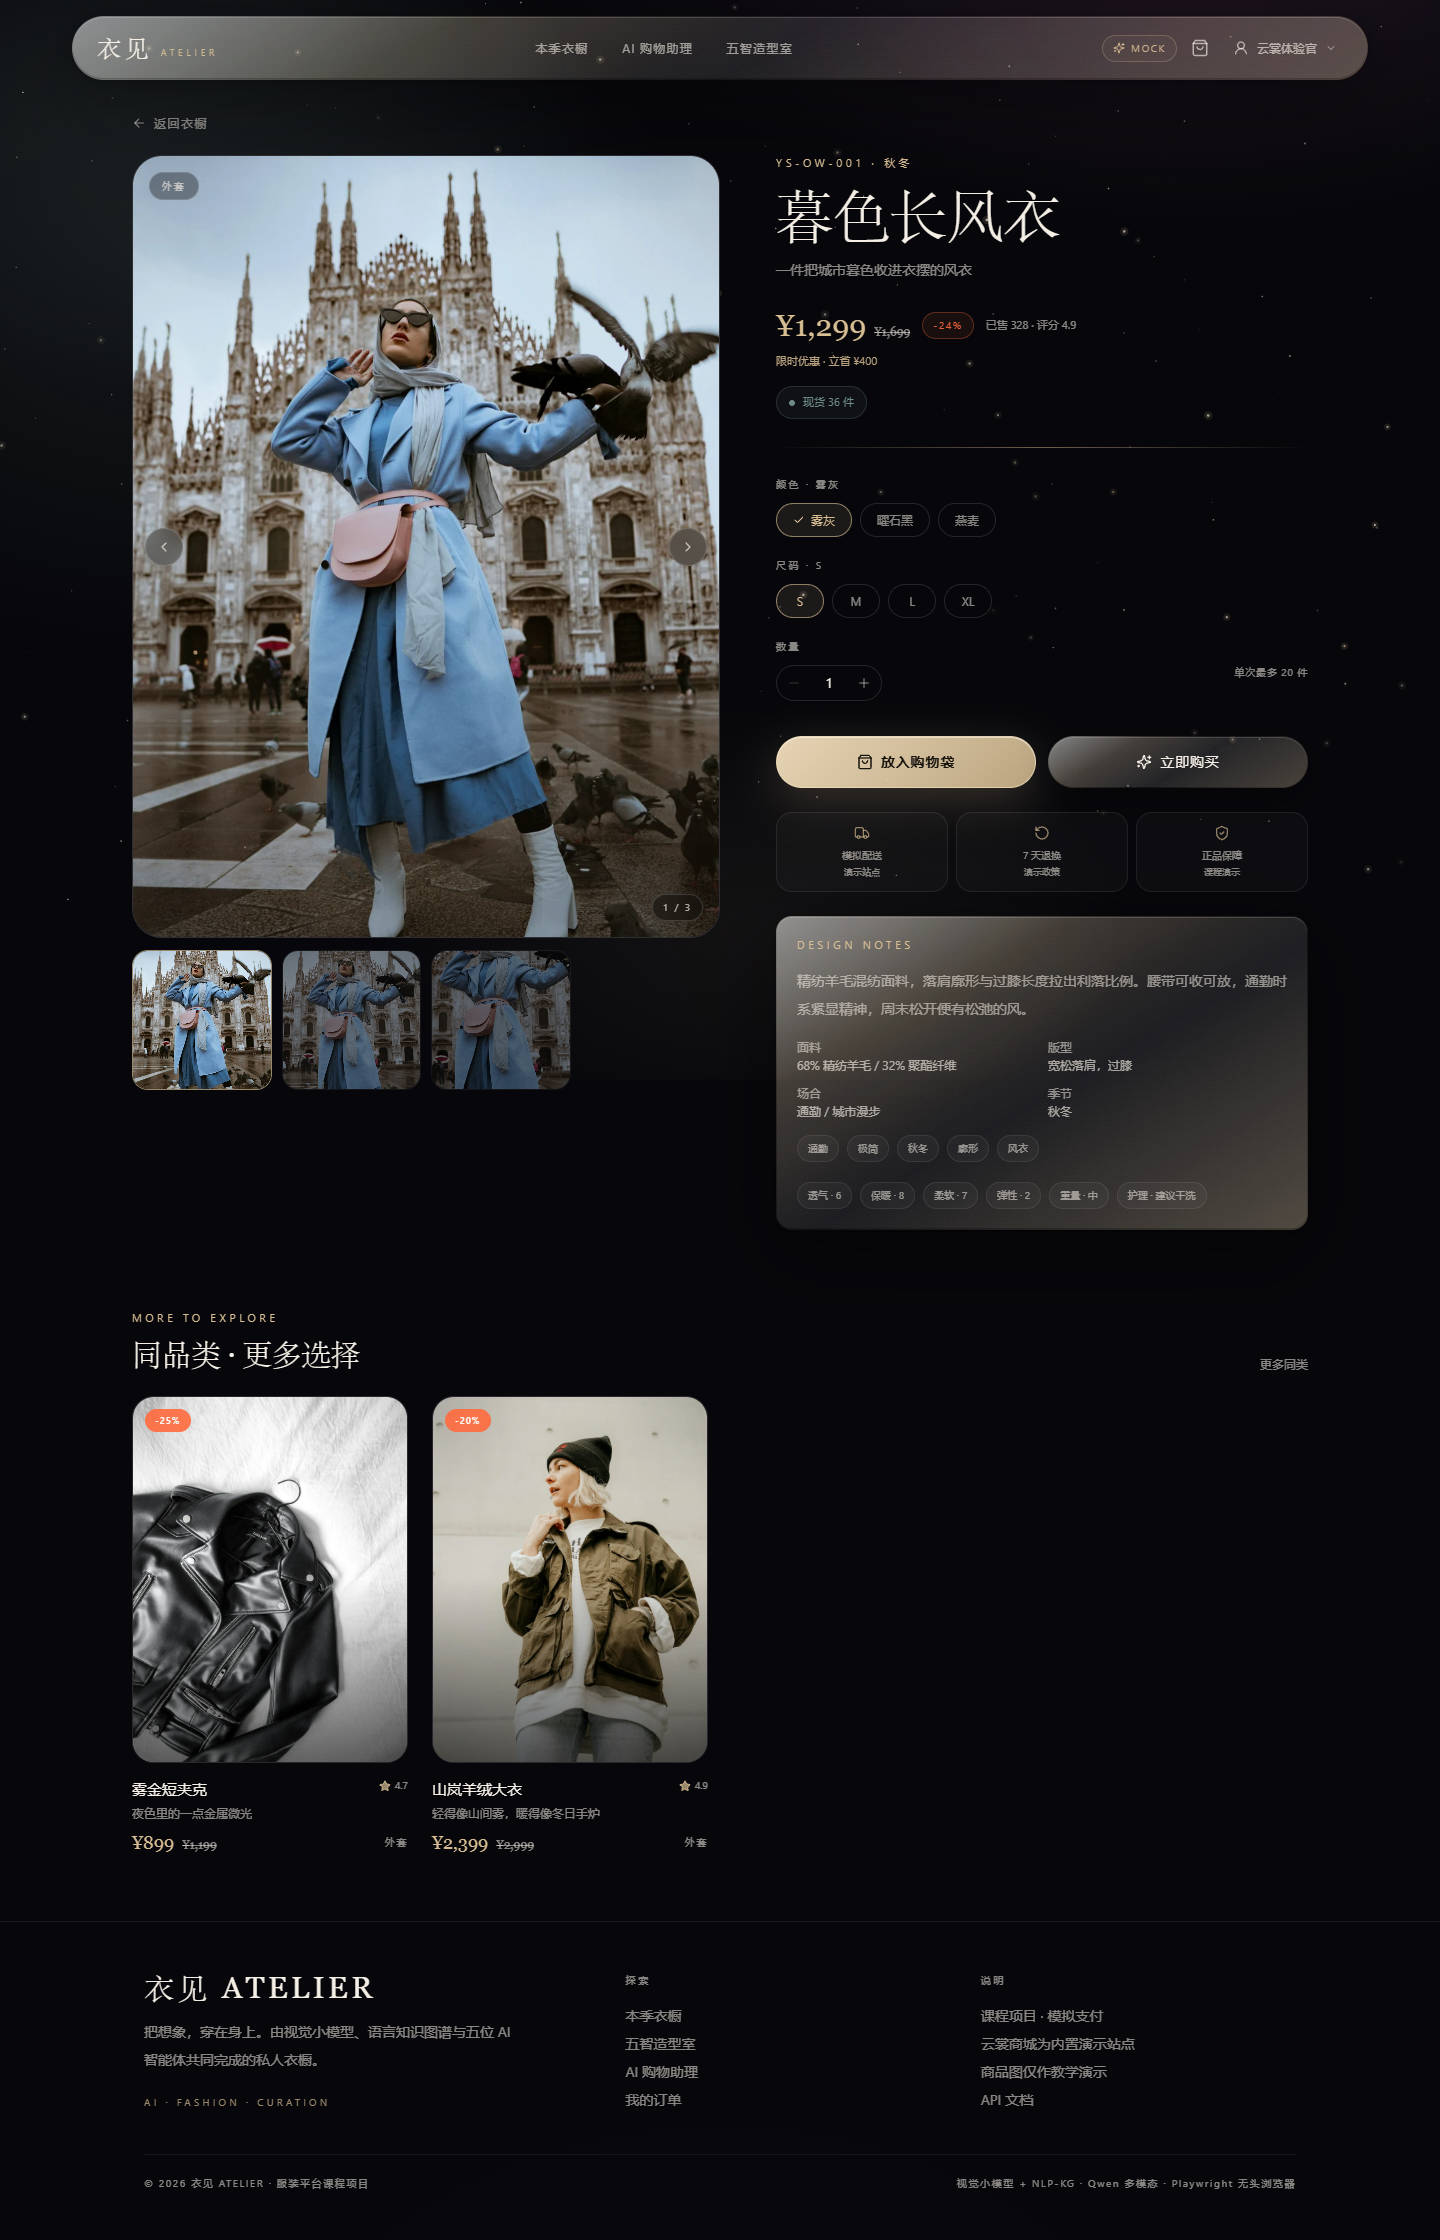 衣见 ATELIER
本季衣橱
AI 购物助理
五智造型室
MOCK
云裳体验官
返回衣橱
外套
1 / 3
YS-OW-001 · 秋冬
暮色长风衣
一件把城市暮色收进衣摆的风衣
¥1,299 ¥1,699 -24% 已售 328 · 评分 4.9
限时优惠 · 立省 ¥400
现货 36 件
颜色 · 雾灰
雾灰
曜石黑
燕麦
尺码 · S
S
M
L
XL
数量
1
单次最多 20 件
放入购物袋
立即购买
模拟配送
演示站点
7 天退换
演示政策
正品保障
课程演示
DESIGN NOTES
精纺羊毛混纺面料，落肩廓形与过膝长度拉出利落比例。腰带可收可放，通勤时
系紧显精神，周末松开便有松弛的风。
面料
68% 精纺羊毛 / 32% 聚酯纤维
版型
宽松落肩，过膝
场合
通勤 / 城市漫步
季节
秋冬
通勤
极简
秋冬
廓形
风衣
透气 · 6
保暖 · 8
柔软 · 7
弹性 · 2
重量 · 中
护理 · 建议干洗
MORE TO EXPLORE
同品类 · 更多选择
更多同类
-25%
雾金短夹克
4.7
夜色里的一点金属微光
¥899 ¥1,199
外套
-20%
山岚羊绒大衣
4.9
轻得像山间雾，暖得像冬日手炉
¥2,399 ¥2,999
外套
衣见 ATELIER
把想象，穿在身上。由视觉小模型、语言知识图谱与五位 AI
智能体共同完成的私人衣橱。
AI · FASHION · CURATION
探索
本季衣橱
五智造型室
AI 购物助理
我的订单
说明
课程项目 · 模拟支付
云裳商城为内置演示站点
商品图仅作教学演示
API 文档
© 2026 衣见 ATELIER · 服装平台课程项目
视觉小模型 + NLP-KG · Qwen 多模态 · Playwright 无头浏览器